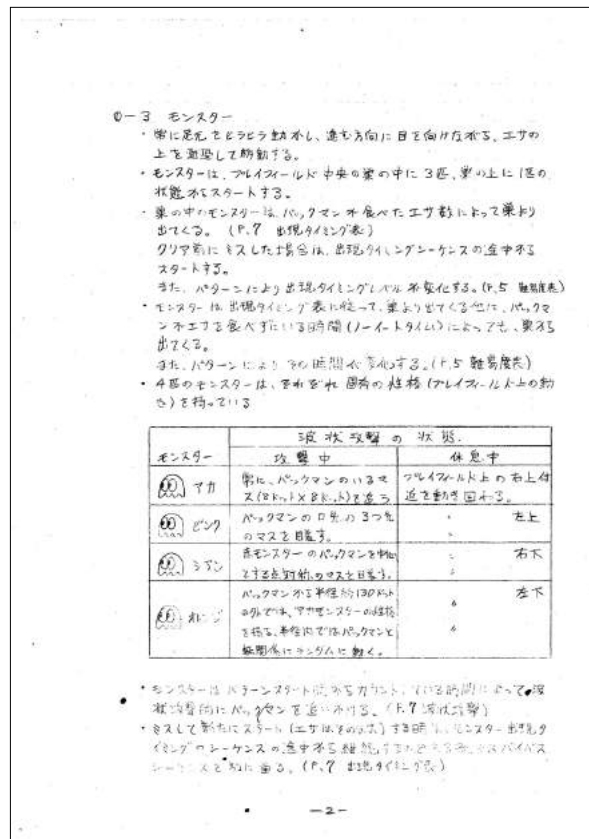 ①-3 モンスター
・常に足元をヒラヒラ動かし、進む方向に目を向けながら、エサの
上を移動する。
・モンスターは、プレイフィールド中央の巣の中に3匹、巣の上に1匹の
状態からスタートする。
・巣の中のモンスターは、パックマンが食べたエサ数によって巣より
出てくる。(P.7 出現タイミング表)
クリア前にミスした場合は、出現タイミングシーケンスの途中から
スタートする。
また、パターンにより出現タイミングレベルが変化する。(P.5 難易度表)
・モンスターは出現タイミング表に従って、巣より出てくる他に、パックマ
ンがエサを食べずにいる時間(ノーイートタイム)によっても、巣から
出てくる。
また、パターンによりその時間が変化する。(P.5 難易度表)
・4匹のモンスターは、それぞれ固有の性格(プレイフィールド上の動
き)を持っている
波状攻撃の状態
モンスター 攻撃中 休息中
アカ 常に、パックマンのいるマ プレイフィールド上の右上付
ス(8ドット×8ドット)を追う 近を動き回わる。
ピンク パックマンの口先の3つ先 〃 左上
のマスを目指す。 〃
シアン 赤モンスターのパックマンを中心 〃 右下
とする点対称のマスを目指す。 〃
オレンジ パックマンから半径約130ドット 〃 左下
の外では、アカモンスターの性格
を持つ、半径内ではパックマンと 〃
無関係にランダムに動く。
・モンスターはパターンスタート時からカウントしている時間によって、波
状攻撃的にパックマンを追いかける。(P.7 波状攻撃)
・ミスして新たにスタート(エサはそのまま)する時、モンスター出現タ
イミングのシーケンスの途中から継続する
シーケンスに(P.7 出現タイミング表)
-2-